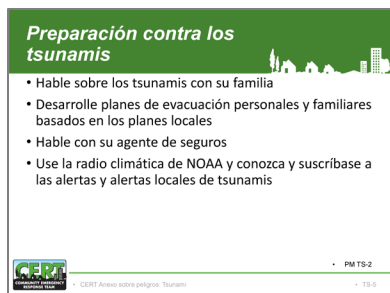 Preparación contra los
tsunamis
• Hable sobre los tsunamis con su familia
• Desarrolle planes de evacuación personales y familiares
basados en los planes locales
• Hable con su agente de seguros
• Use la radio climática de NOAA y conozca y suscríbase a
las alertas y alertas locales de tsunamis
• PM TS-2
CERT
COMMUNITY EMERGENCY
RESPONSE TEAM
• CERT Anexo sobre peligros: Tsunami
• TS-5